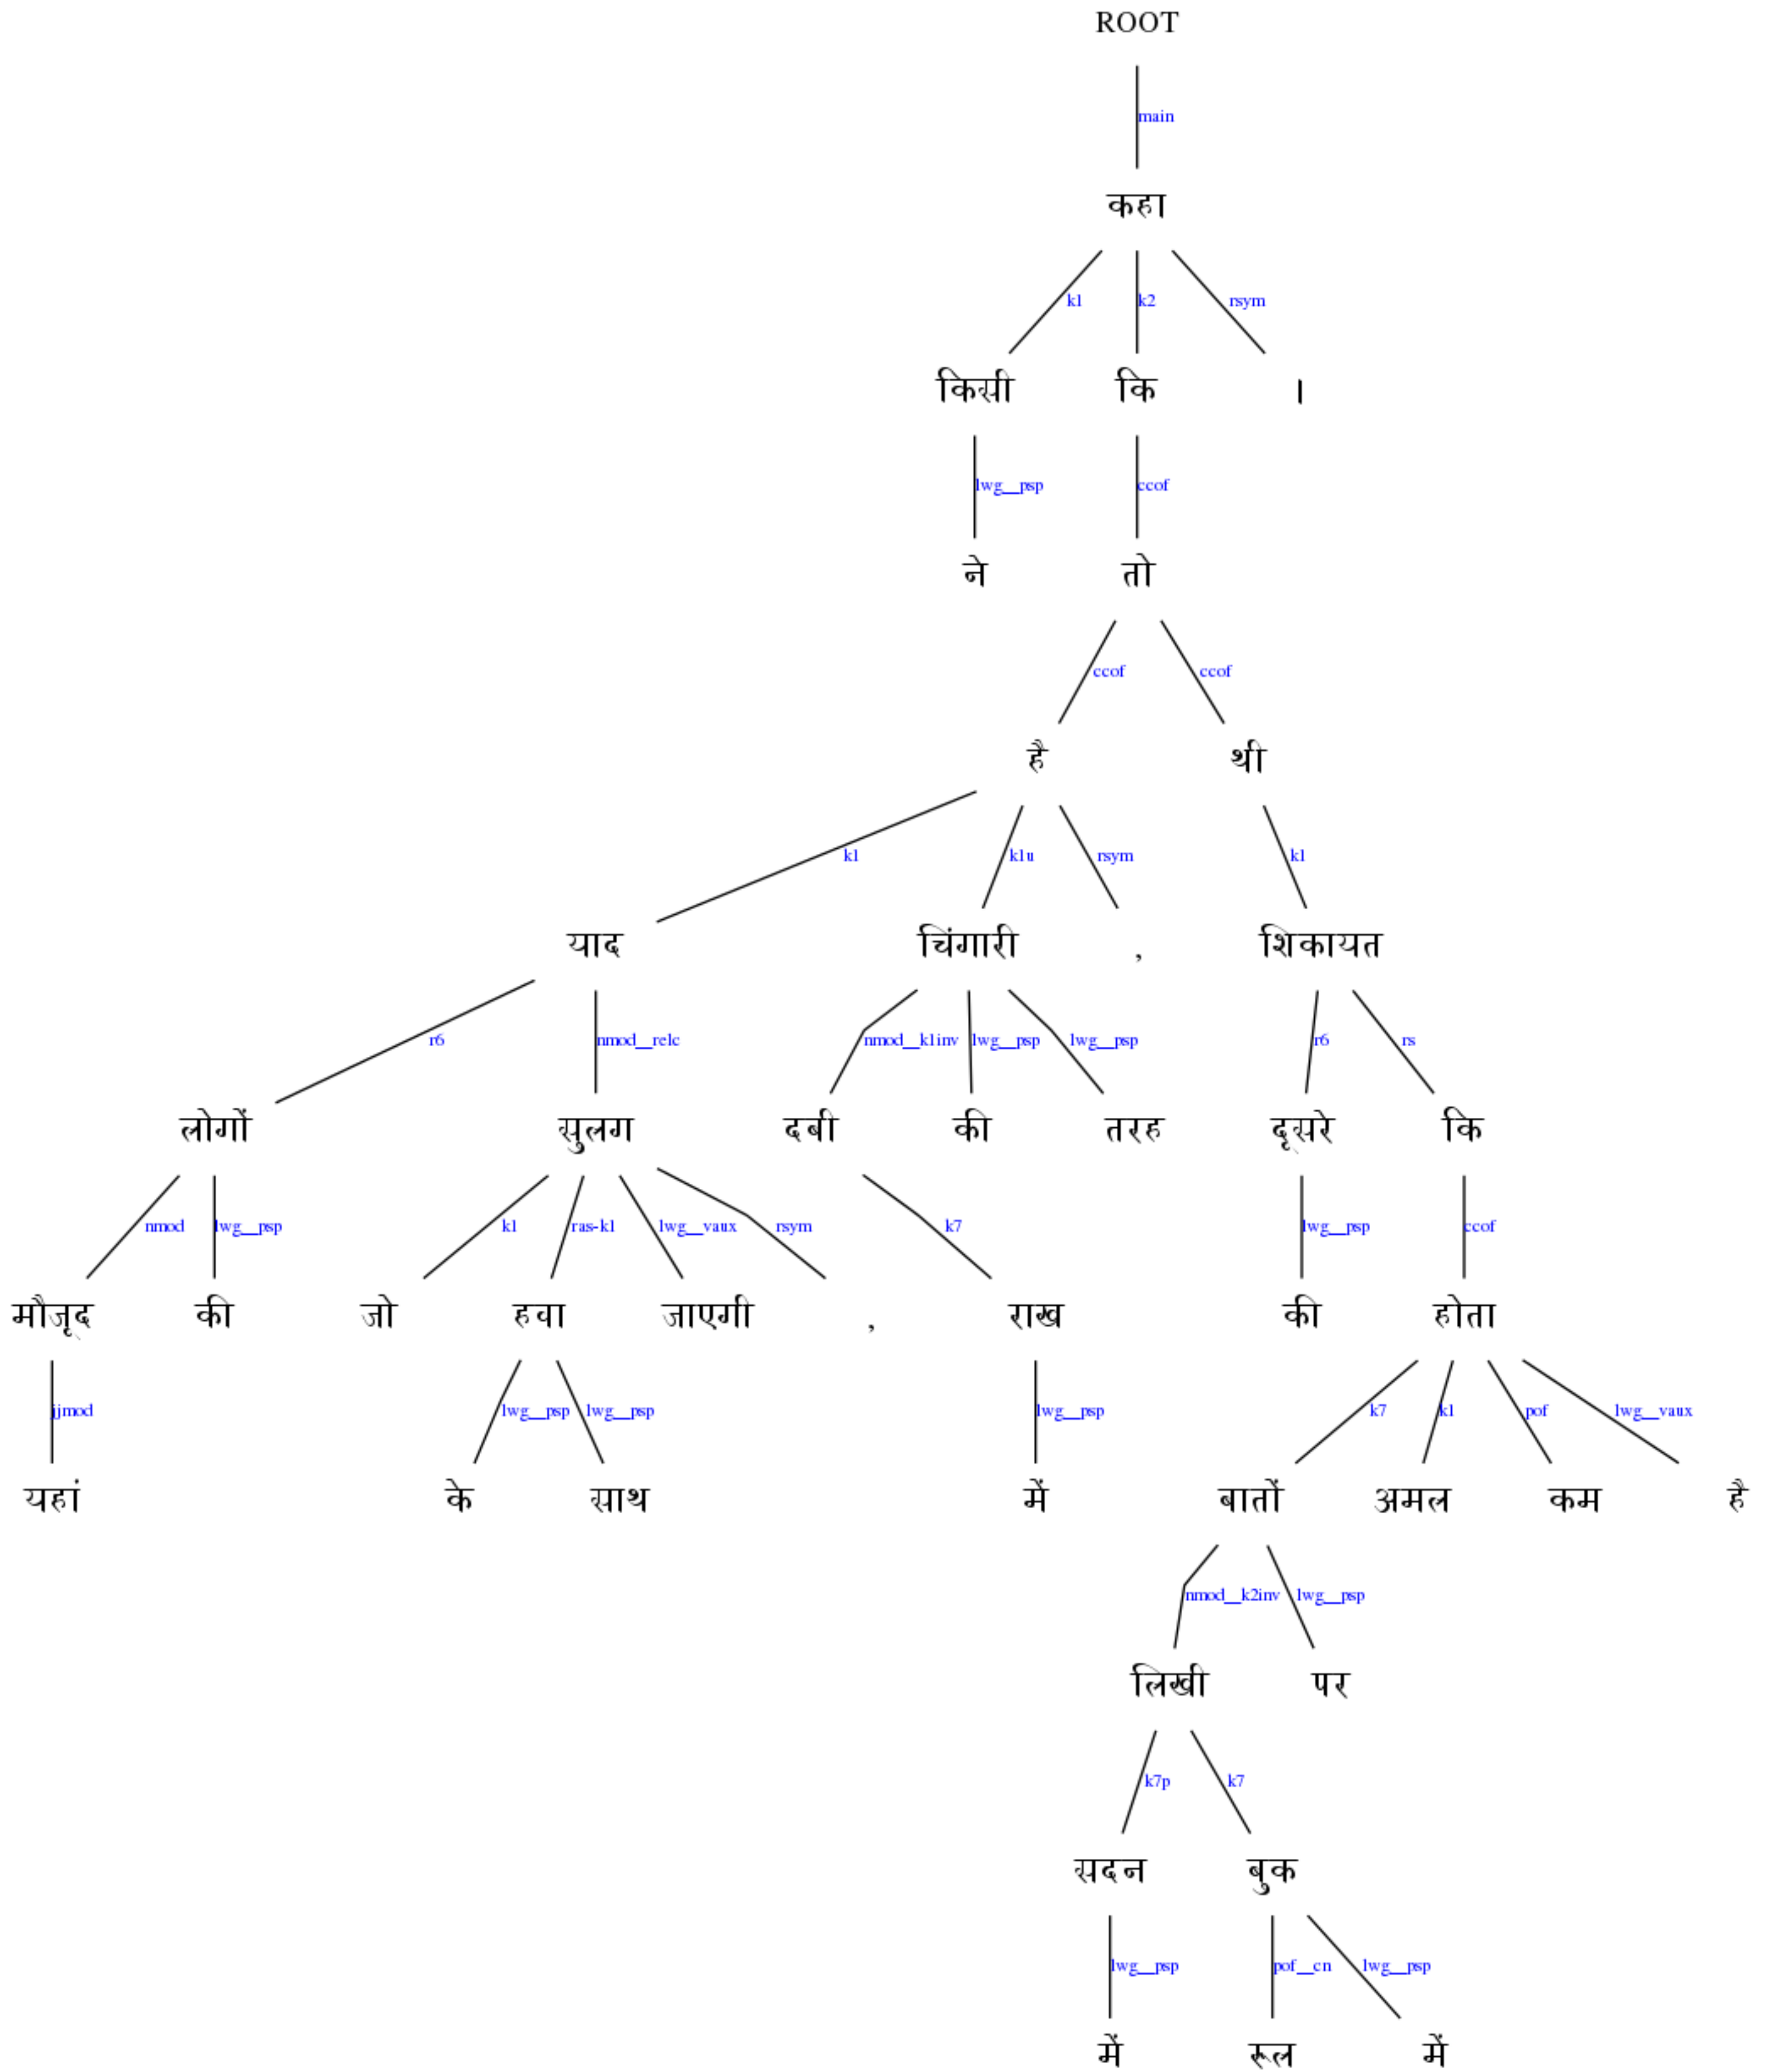 ROOT
main
कहा
k1 k2 rsym
किसी कि ।
lwg__psp ccof
ने तो
ccof ccof
है थी
k1 k1u rsym k1
याद चिंगारी , शिकायत
r6 nmod__relc nmod__k1inv lwg__psp lwg__psp r6 rs
लोगों सुलग दबी की तरह दूसरे कि
nmod lwg__psp k1 ras-k1 lwg__vaux rsym k7 lwg__psp ccof
मौजूद की जो हवा जाएगी , राख की होता
jjmod lwg__psp lwg__psp lwg__psp k7 k1 pof lwg__vaux
यहां के साथ में बातों अमल कम है
nmod__k2inv lwg__psp
लिखी पर
k7p k7
सदन बुक
lwg__psp pof__cn lwg__psp
में रूल में